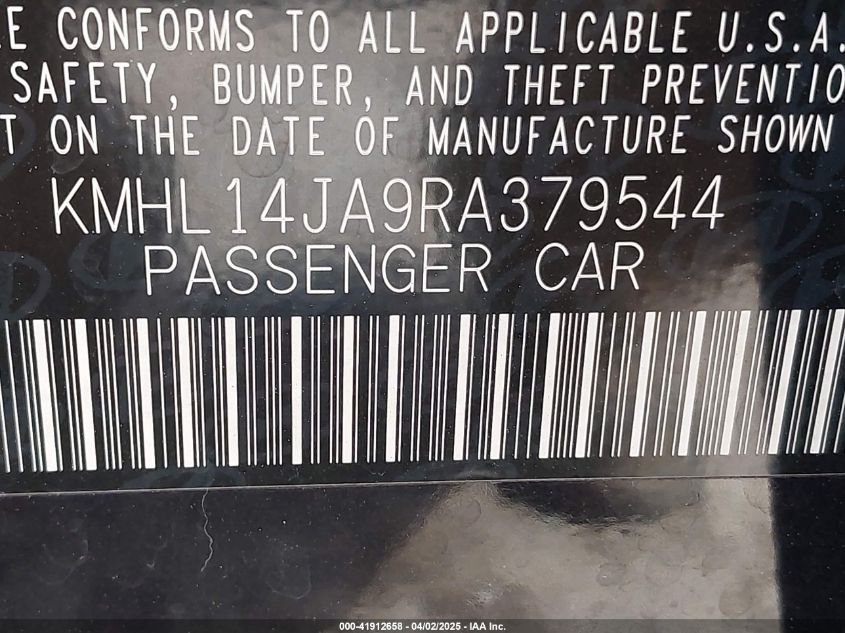 E CONFORMS TO ALL APPLICABLE U.S.A.
SAFETY, BUMPER, AND THEFT PREVENTIO
T ON THE DATE OF MANUFACTURE SHOWN
KMHL14JA9RA379544
PASSENGER CAR
000-41912658 - 04/02/2025 - IAA Inc.